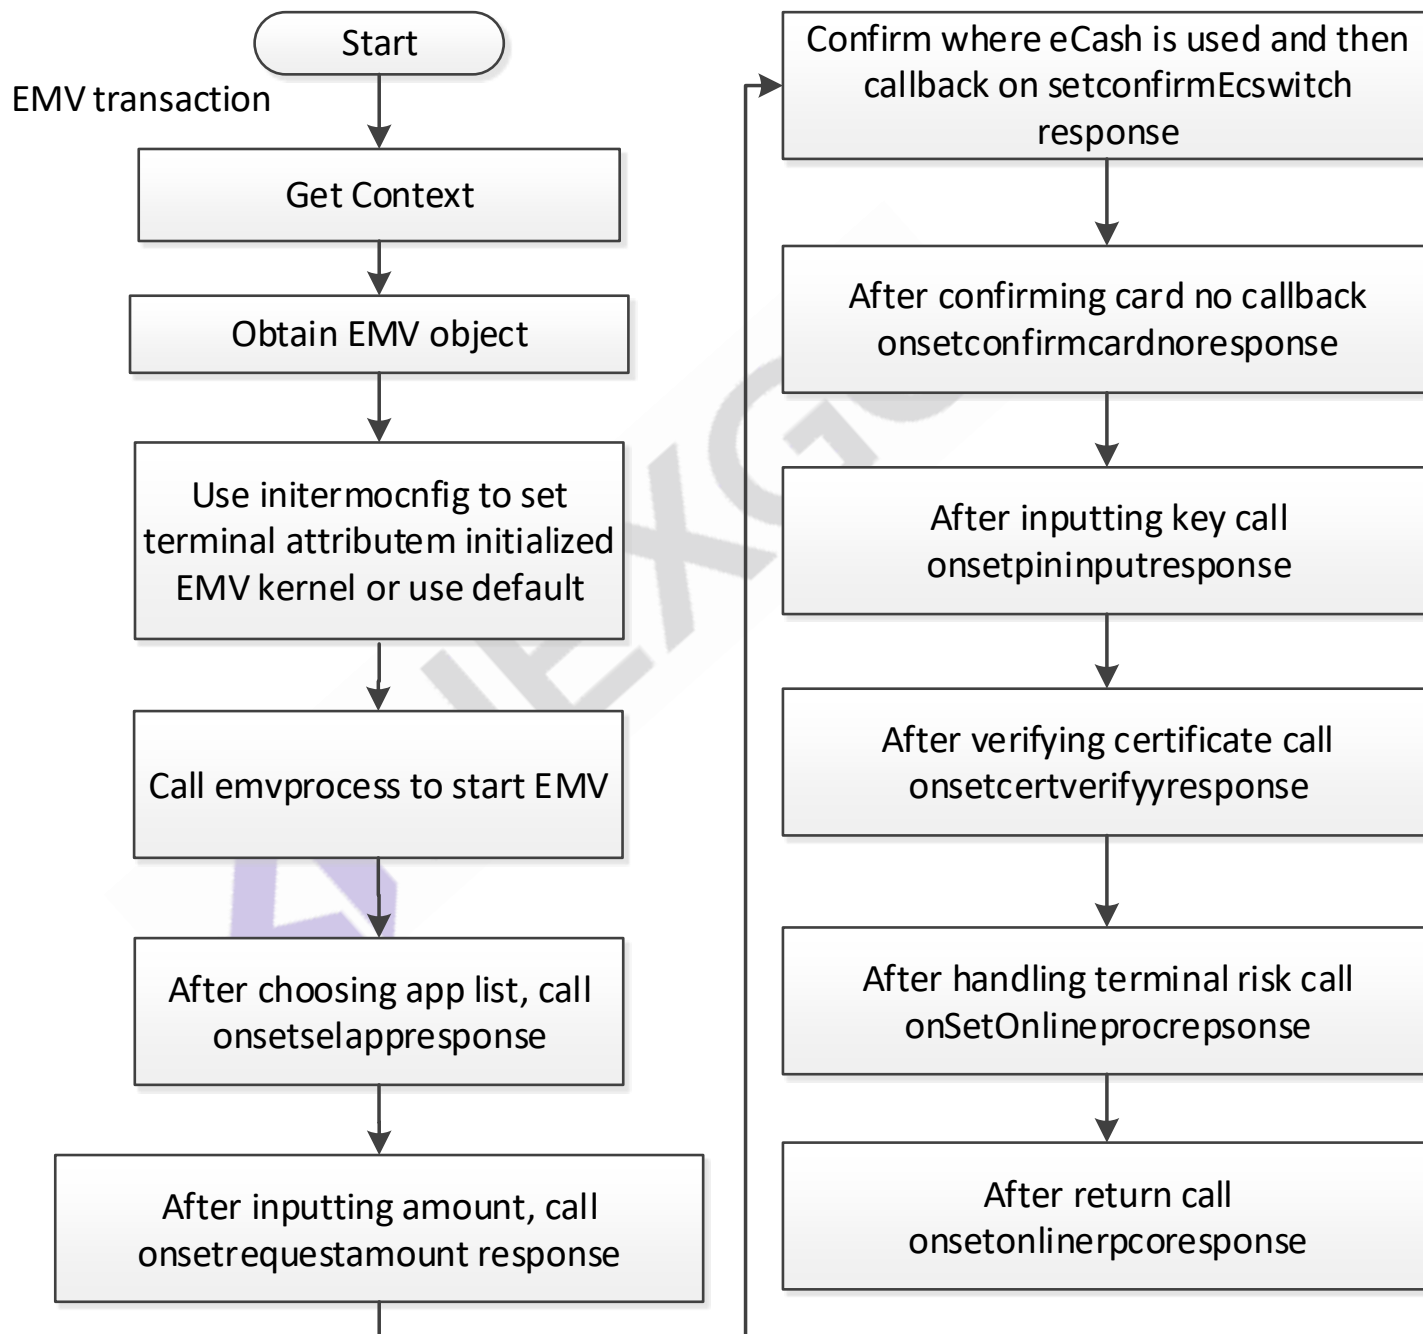 Start
EMV transaction
Get Context
Obtain EMV object
Use initermocnfig to set
terminal attributem initialized
EMV kernel or use default
Call emvprocess to start EMV
After choosing app list, call
onsetselappresponse
After inputting amount, call
onsetrequestamount response
Confirm where eCash is used and then
callback on setconfirmEcswitch
response
After confirming card no callback
onsetconfirmcardnoresponse
After inputting key call
onsetpininputresponse
After verifying certificate call
onsetcertverifyyresponse
After handling terminal risk call
onSetOnlineprocrepsonse
After return call
onsetonlinerpcoresponse
NEXGO